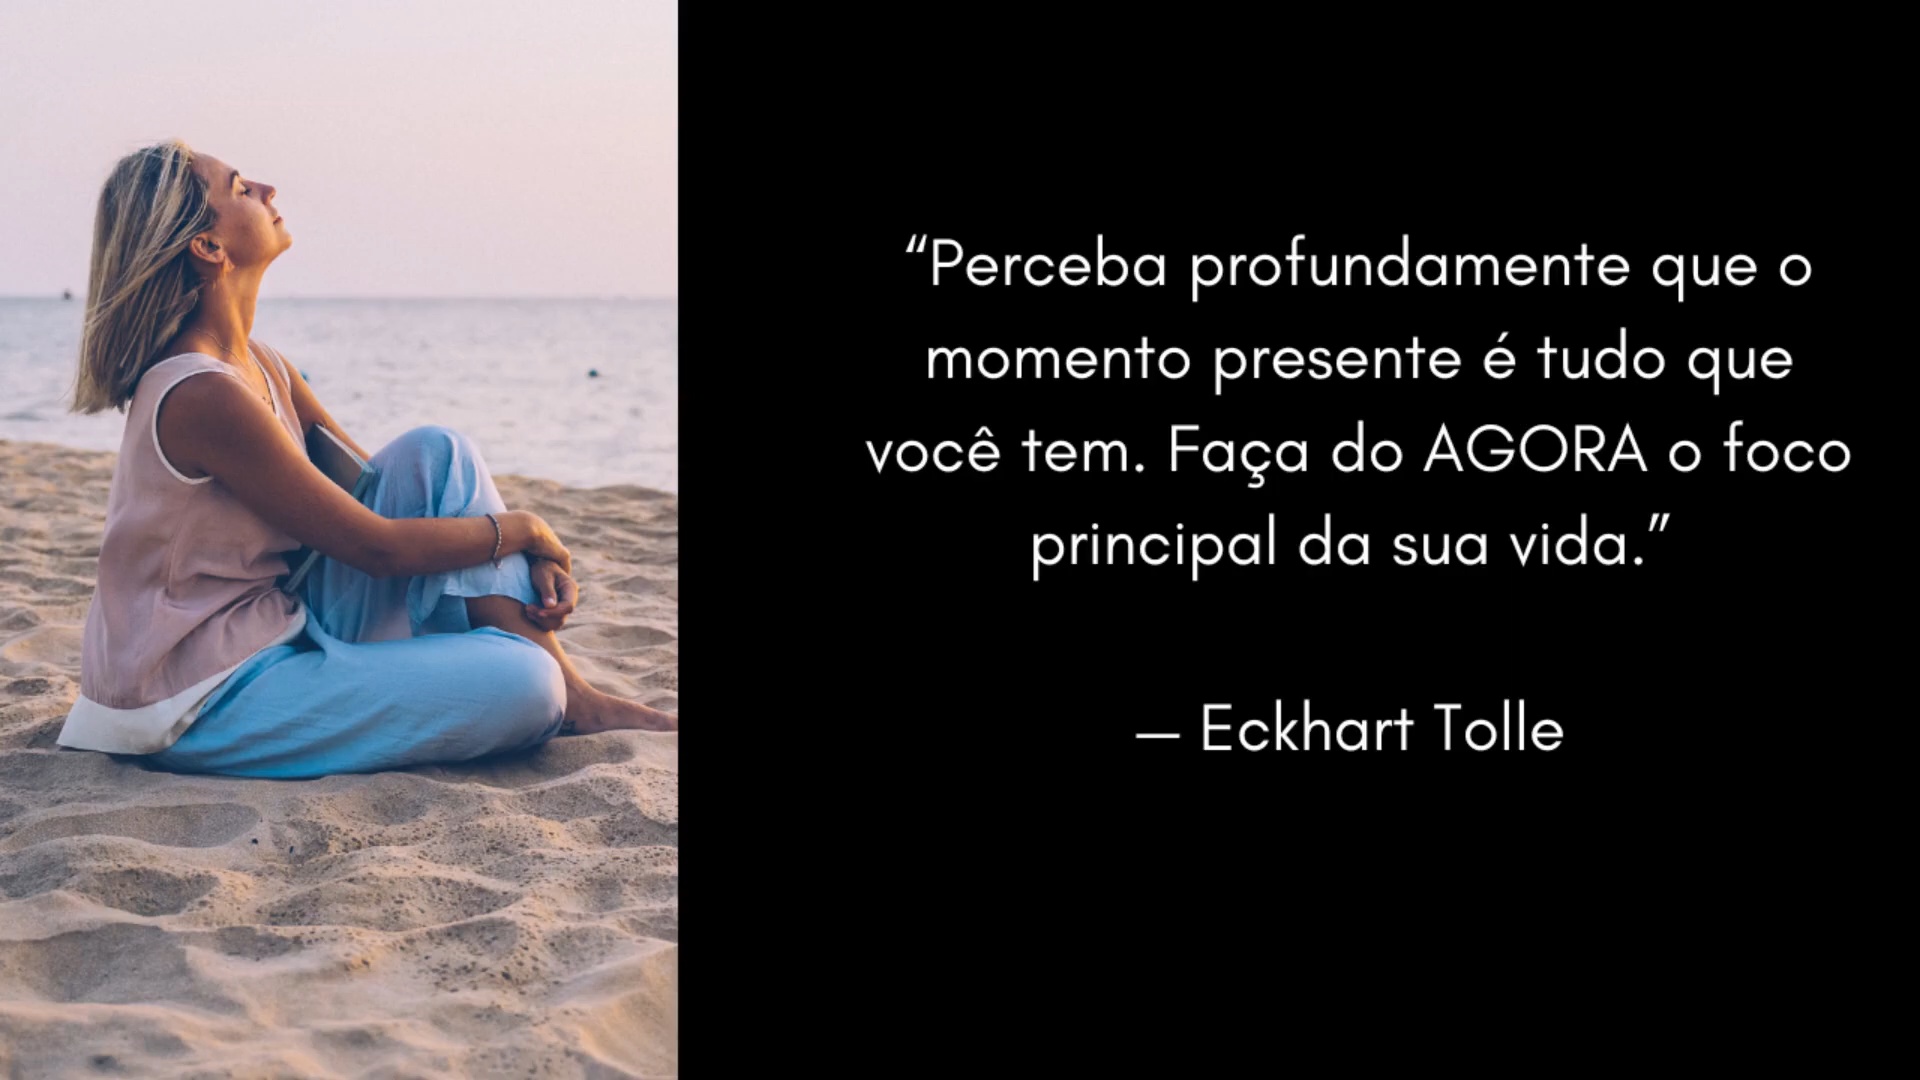 “Perceba profundamente que o
momento presente é tudo que
você tem. Faça do AGORA o foco
principal da sua vida.”
— Eckhart Tolle